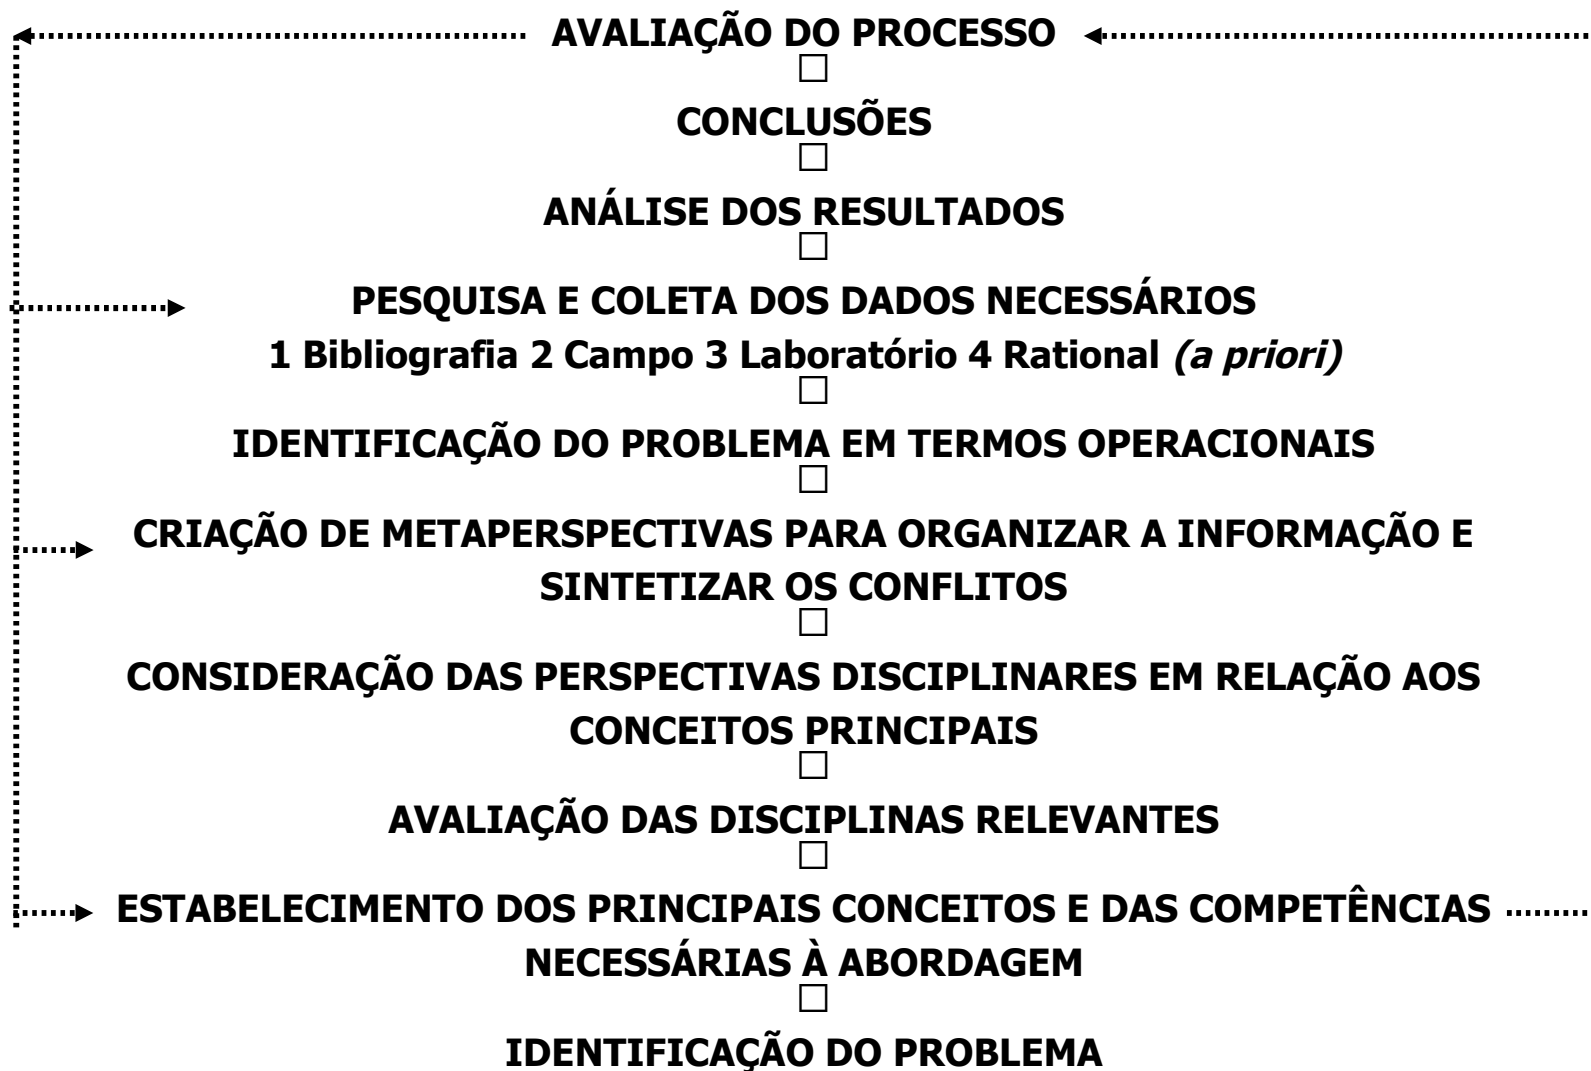 AVALIAÇÃO DO PROCESSO
CONCLUSÕES
ANÁLISE DOS RESULTADOS
PESQUISA E COLETA DOS DADOS NECESSÁRIOS
1 Bibliografia 2 Campo 3 Laboratório 4 Rational (a priori)
IDENTIFICAÇÃO DO PROBLEMA EM TERMOS OPERACIONAIS
CRIAÇÃO DE METAPERSPECTIVAS PARA ORGANIZAR A INFORMAÇÃO E
SINTETIZAR OS CONFLITOS
CONSIDERAÇÃO DAS PERSPECTIVAS DISCIPLINARES EM RELAÇÃO AOS
CONCEITOS PRINCIPAIS
AVALIAÇÃO DAS DISCIPLINAS RELEVANTES
ESTABELECIMENTO DOS PRINCIPAIS CONCEITOS E DAS COMPETÊNCIAS
NECESSÁRIAS À ABORDAGEM
IDENTIFICAÇÃO DO PROBLEMA